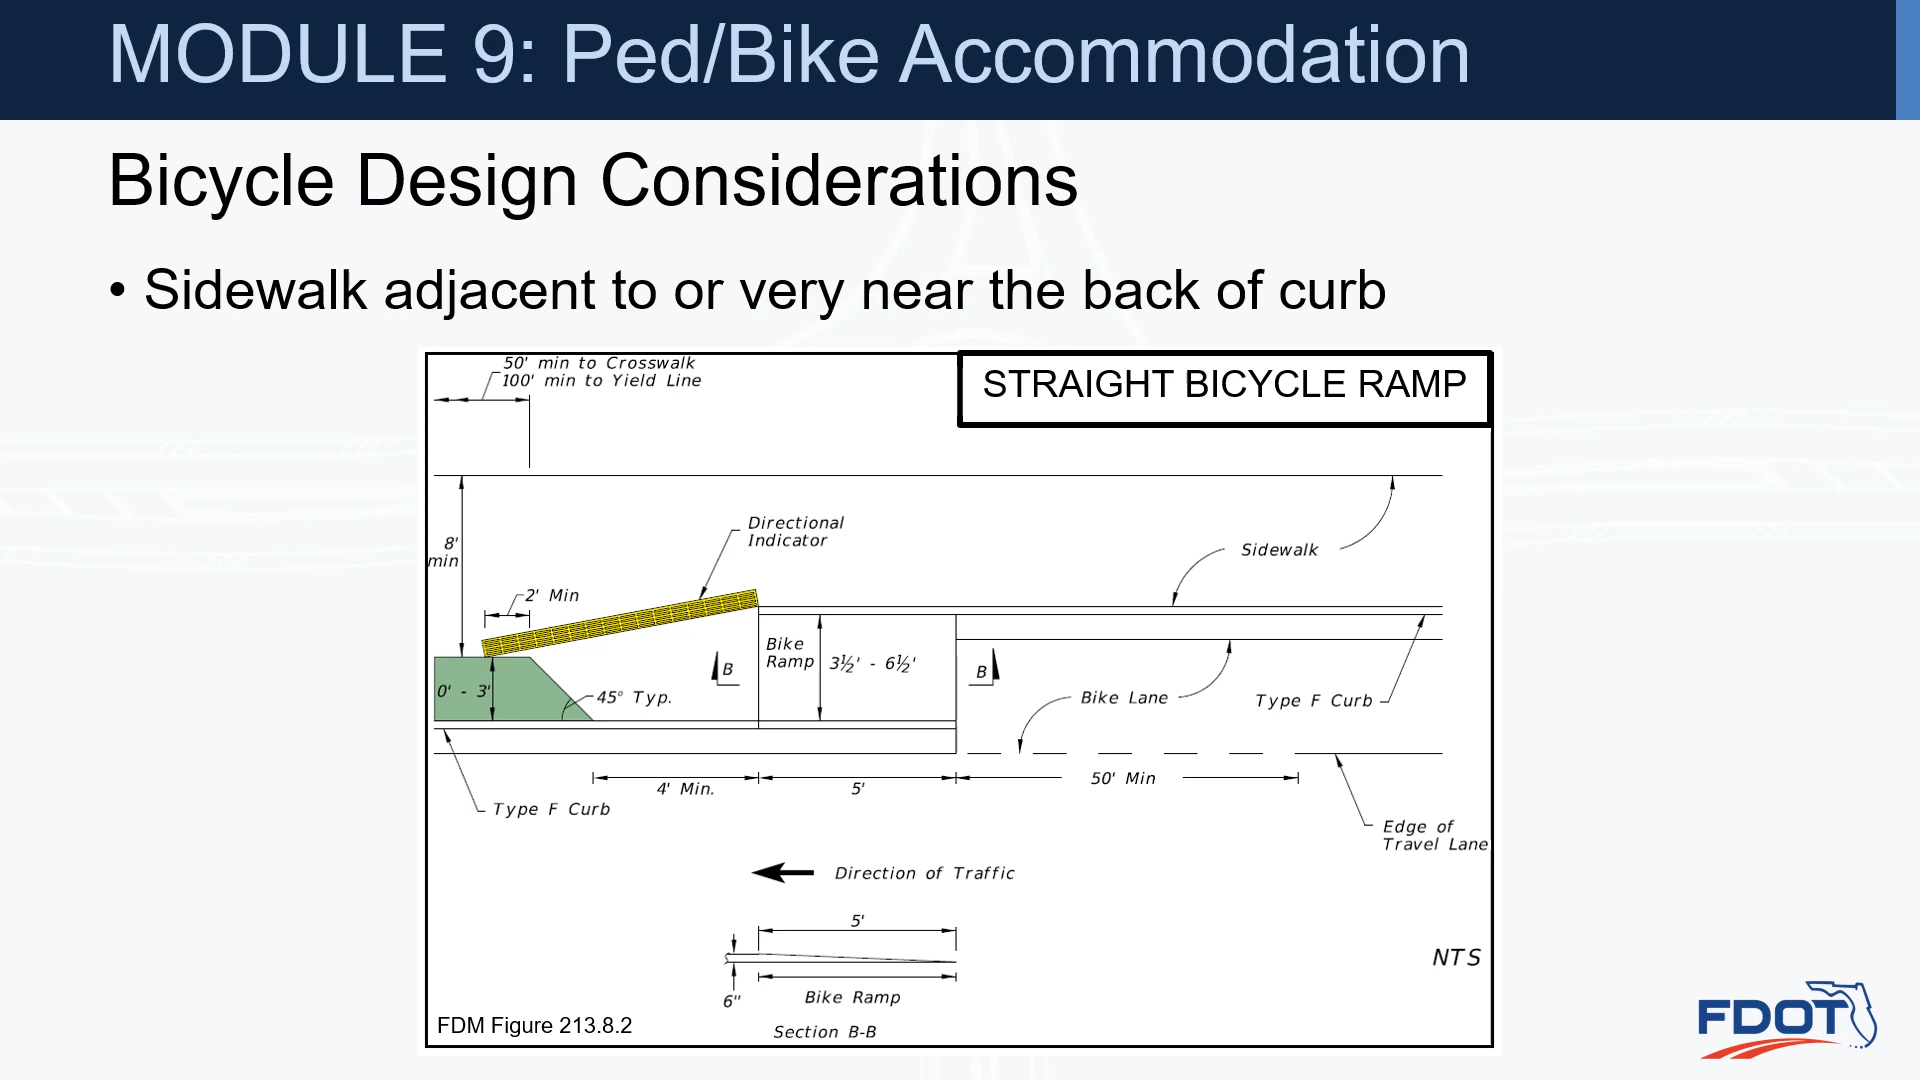 MODULE 9: Ped/Bike Accommodation
Bicycle Design Considerations
• Sidewalk adjacent to or very near the back of curb
50' min to Crosswalk
100' min to Yield Line
STRAIGHT BICYCLE RAMP
Directional
Indicator
8'
min
Sidewalk
2' Min
Bike
Ramp
3½' - 6½'
B
B
0' - 3'
45° Typ.
Bike Lane
Type F Curb
50' Min
4' Min.
5'
Type F Curb
Edge of
Travel Lane
Direction of Traffic
5'
NTS
6"
Bike Ramp
FDM Figure 213.8.2
Section B-B
FDOT